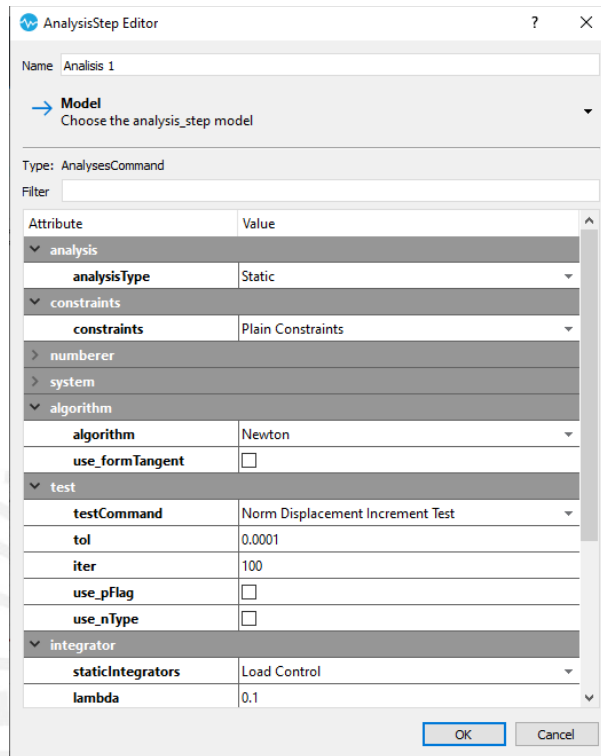 AnalysisStep Editor ?
Name Analisis 1
Model
Choose the analysis_step model
Type: AnalysesCommand
Filter
Attribute Value
analysis
analysisType Static
constraints
constraints Plain Constraints
numberer
system
algorithm
algorithm Newton
use_formTangent
test
testCommand Norm Displacement Increment Test
tol 0.0001
iter 100
use_pFlag
use_nType
integrator
staticIntegrators Load Control
lambda 0.1
OK Cancel